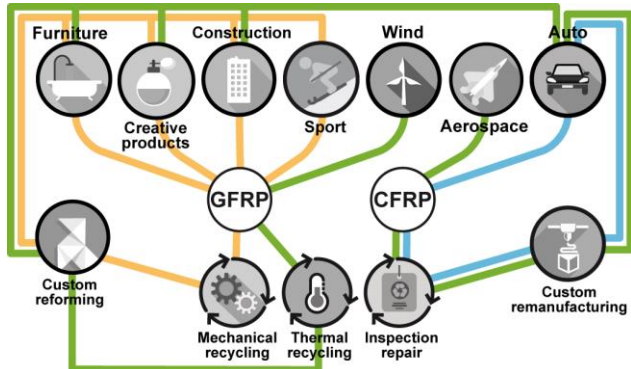 Furniture
Construction
Wind
Auto
Creative
products
Sport
Aerospace
GFRP
CFRP
Custom
reforming
Mechanical
recycling
Thermal
recycling
Inspection
repair
Custom
remanufacturing